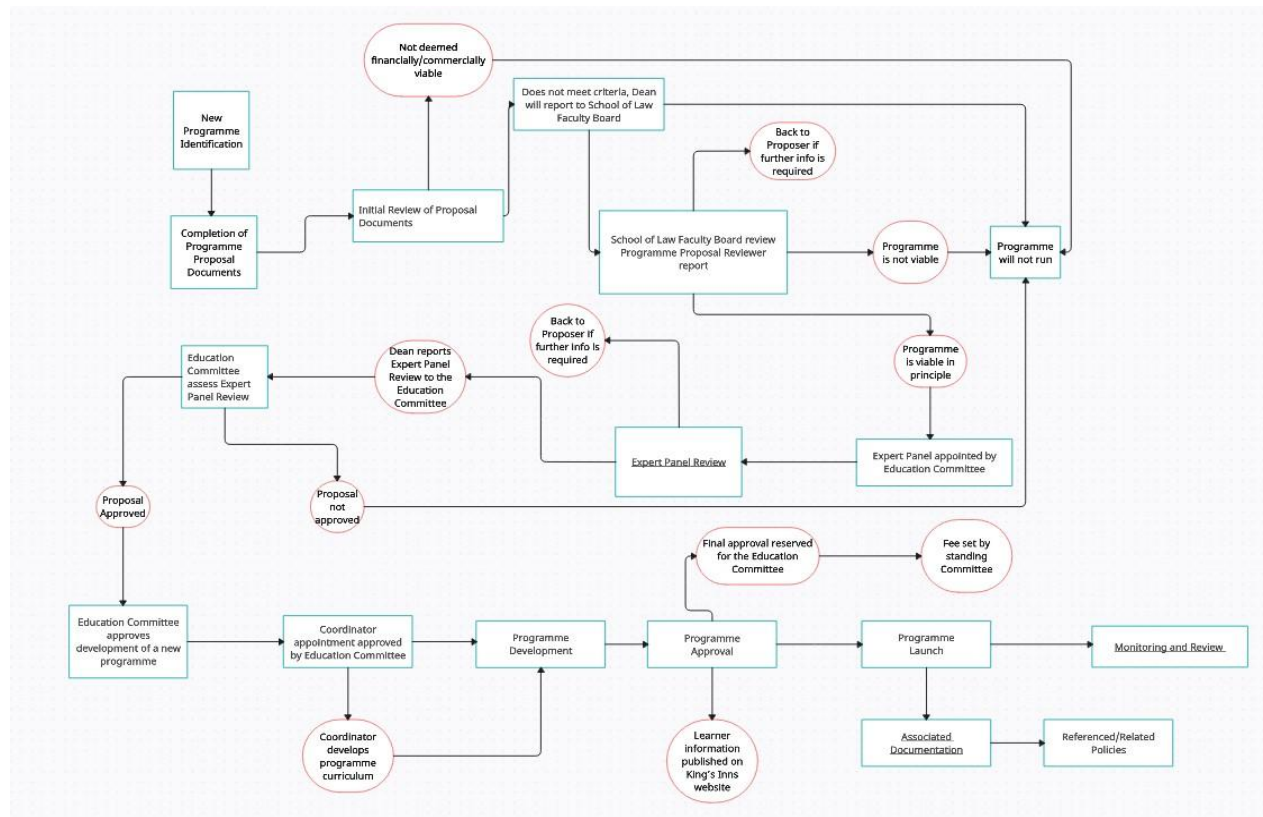 Not deemed
financially/commercially
viable
Does not meet criteria, Dean
will report to School of Law
Faculty Board
New
Programme
Identification
Back to
Proposer if
further info is
required
Initial Review of Proposal
Documents
Completion of
Programme
Proposal
Documents
School of Law Faculty Board review
Programme Proposal Reviewer
report
Programme
is not viable
Programme
will not run
Back to
Proposer if
further info is
required
Programme
is viable in
principle
Dean reports
Expert Panel
Review to the
Education
Committee
Education
Committee
assess Expert
Panel Review
Expert Panel Review
Expert Panel appointed by
Education Committee
Proposal
Approved
Proposal
not
approved
Final approval reserved
for the Education
Committee
Fee set by
standing
Committee
Education Committee
approves
development of a new
programme
Coordinator
appointment approved
by Education Committee
Programme
Development
Programme
Approval
Programme
Launch
Monitoring and Review
Coordinator
develops
programme
curriculum
Learner
information
published on
King's Inns
website
Associated
Documentation
Referenced/Related
Policies